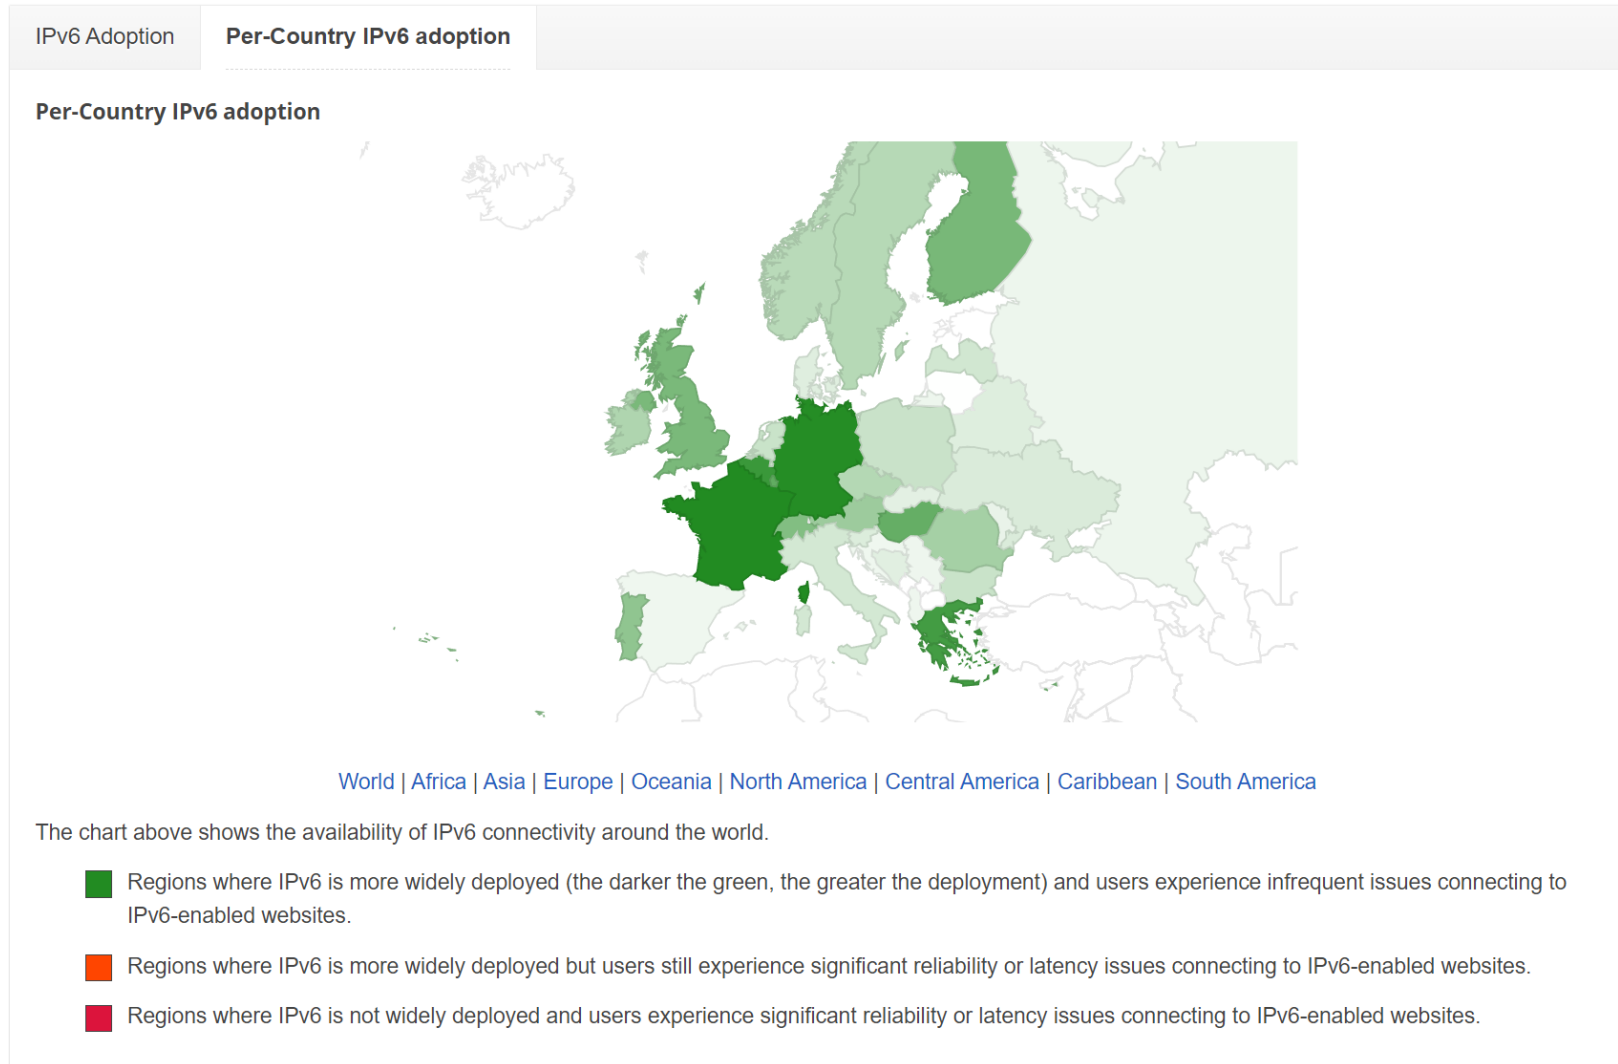 IPv6 Adoption
Per-Country IPv6 adoption
Per-Country IPv6 adoption
World | Africa | Asia | Europe | Oceania | North America | Central America | Caribbean | South America
The chart above shows the availability of IPv6 connectivity around the world.
Regions where IPv6 is more widely deployed (the darker the green, the greater the deployment) and users experience infrequent issues connecting to
IPv6-enabled websites.
Regions where IPv6 is more widely deployed but users still experience significant reliability or latency issues connecting to IPv6-enabled websites.
Regions where IPv6 is not widely deployed and users experience significant reliability or latency issues connecting to IPv6-enabled websites.